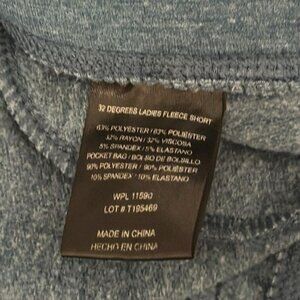 32 DEGRESS LADIES FLEECE SHORT
63% POLYESTER / 63% POLIÉSTER
32% RAYON / 32% VISCOSA
5% SPANDEX / 5% ELASTANO
POCKET BAG / BOLSO DE BOLSILLO
90% POLYESTER / 90% POLIÉSTER
10% SPANDEX / 10% ELASTANO
WPL 11590
LOT # T195469
MADE IN CHINA
HECHO EN CHINA